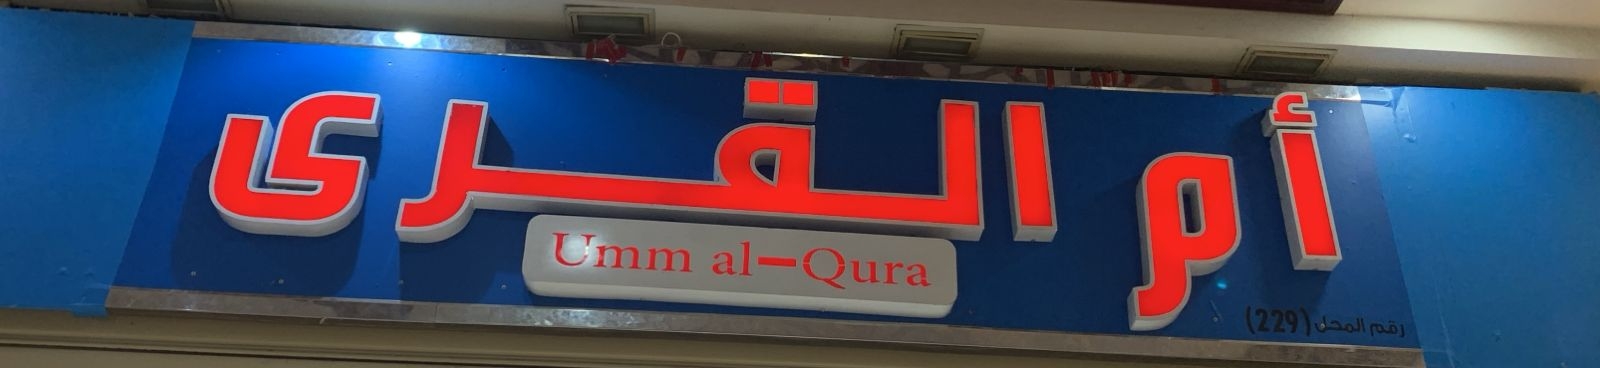 أم القرى
Umm al-Qura
رقم المحل (229)